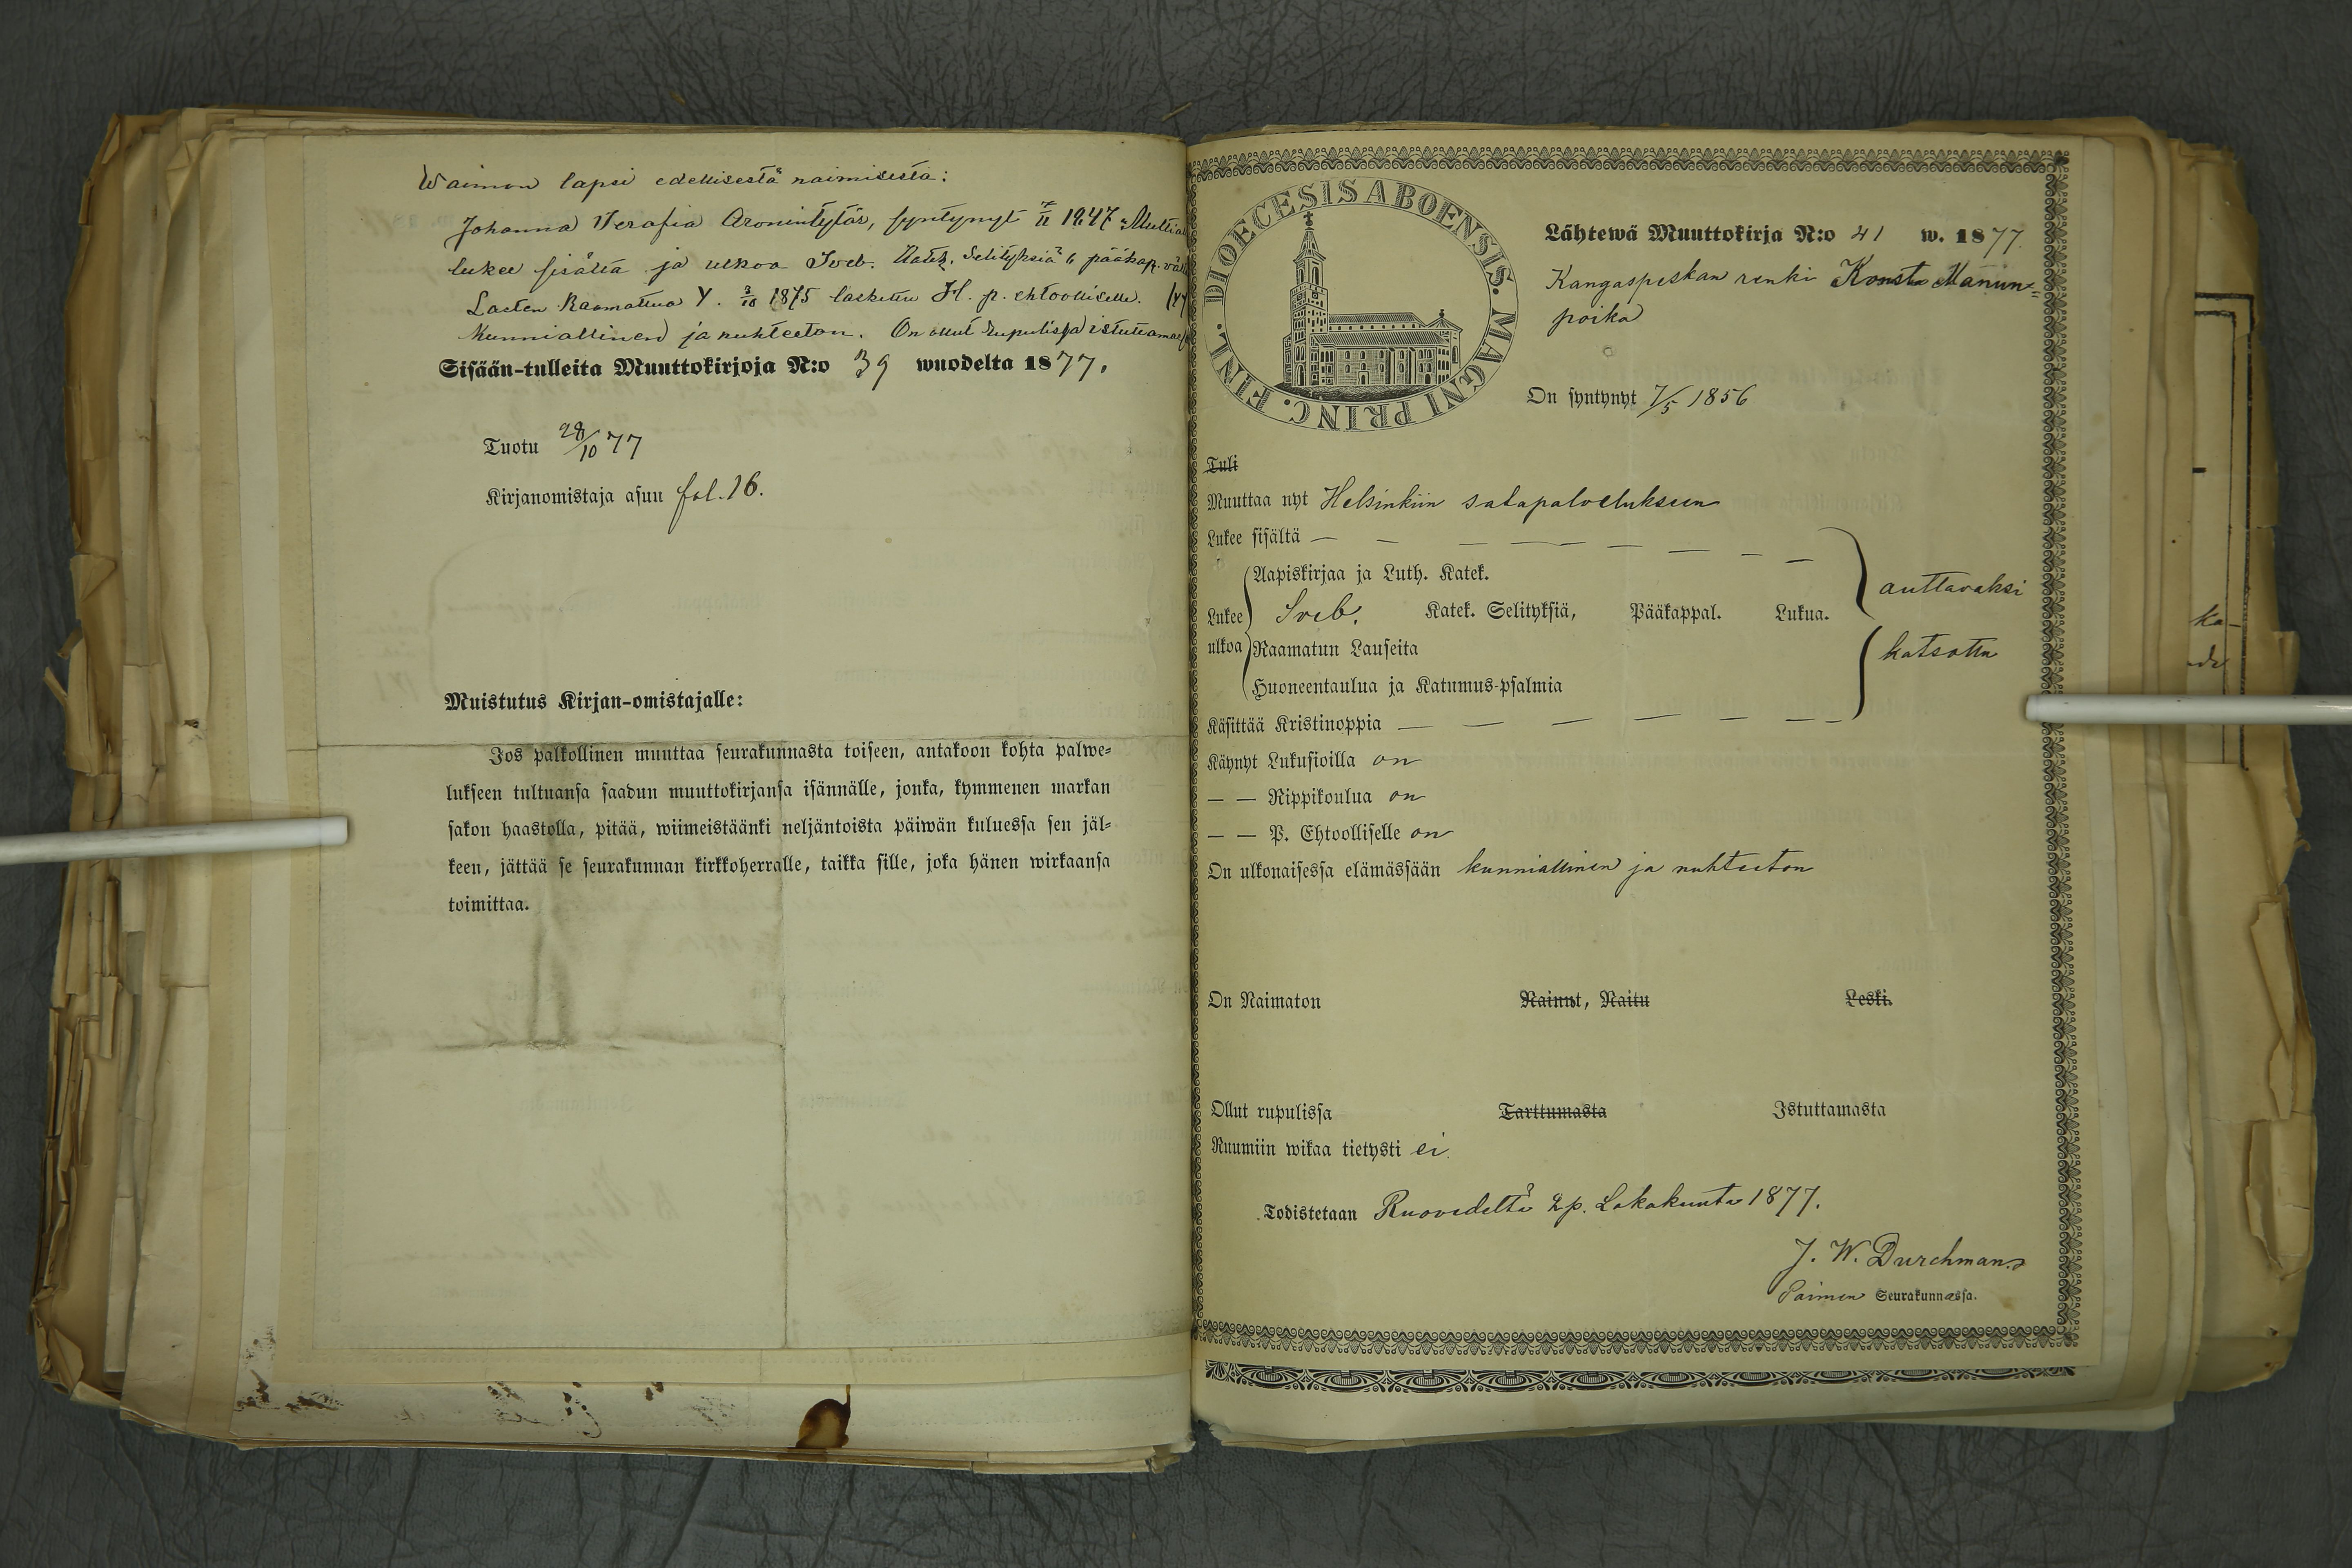 Waimon lapsi edellisestä naimisesta:
Johanna Serafia Aronintytär, syntynyt
lukee sisältä ja ulkoa Sveb. Katek. Selityksiä 6 pääkap.
Lasten Raamattua Y. 3/10 1875 laskettu H. p. ehtoolliselle.
Kunniallinen ja nuhteeton. On ollut rupulissa istuttamas
Sisään-tulleita Muuttokirjoja N:o 39 wuodelta 1877.
Tuotu 28/10 77
Kirjanomistaja asuu fol. 16.
Muistutus Kirjan-omistajalle:
Jos palkollinen muuttaa seurakunnasta toiseen, antakoon kohta palwe=
lukseen tultuansa saadun muuttokirjansa isännälle, jonka, kymmenen markan
sakon haastolla, pitää, wiimeistäänki neljäntoista päiwän kuluessa sen jäl=
keen, jättää se seurakunnan kirkkoherralle, taikka sille, joka hänen wirkaansa
toimittaa.
DIOECESIS ABOENSIS. MAGNI PRINC. FINL.
Lähtewä Muuttokirja N:o 41 w. 1877.
Kangaspeskan renki Konsta Manun=
poika
On syntynyt 7/5 1856
Tuli
Muuttaa nyt Helsinkiin satapalvelukseen
Lukee sisältä — — — — — — — —
Aapiskirjaa ja Luth. Katek.
auttavaksi
Lukee Sveb. Katek. Selityksiä, Pääkappal. Lukua.
ulkoa Raamatun Lauseita
katsottu
Huoneentaulua ja Katumus-psalmia
Käsittää Kristinoppia — — — — — — —
Käynyt Lukusioilla on
— — Rippikoulua on
— — P. Ehtoolliselle on
On ulkonaisessa elämässään kunniallinen ja nuhteeton
On Naimaton Nainut, Naitu Leski.
Ollut rupulissa Tarttumasta Istuttamasta
Ruumiin wikaa tietysti ei.
Todistetaan Ruovedeltä 2 p. Lokakuuta 1877.
J. W. Durchman.
Paimen Seurakunnassa.
ka-